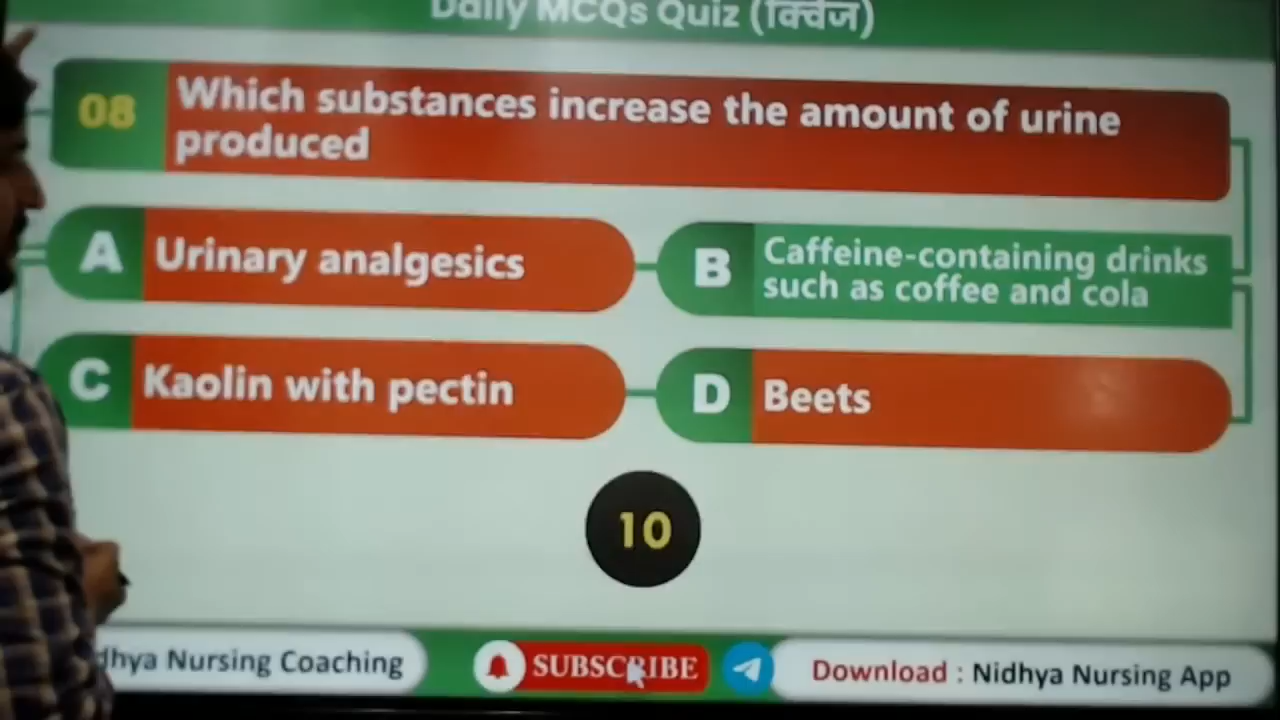 Daily MCQs Quiz (क्विज)
08 Which substances increase the amount of urine
produced
A Urinary analgesics
B Caffeine-containing drinks
such as coffee and cola
C Kaolin with pectin
D Beets
10
dhya Nursing Coaching
SUBSCRIBE
Download : Nidhya Nursing App